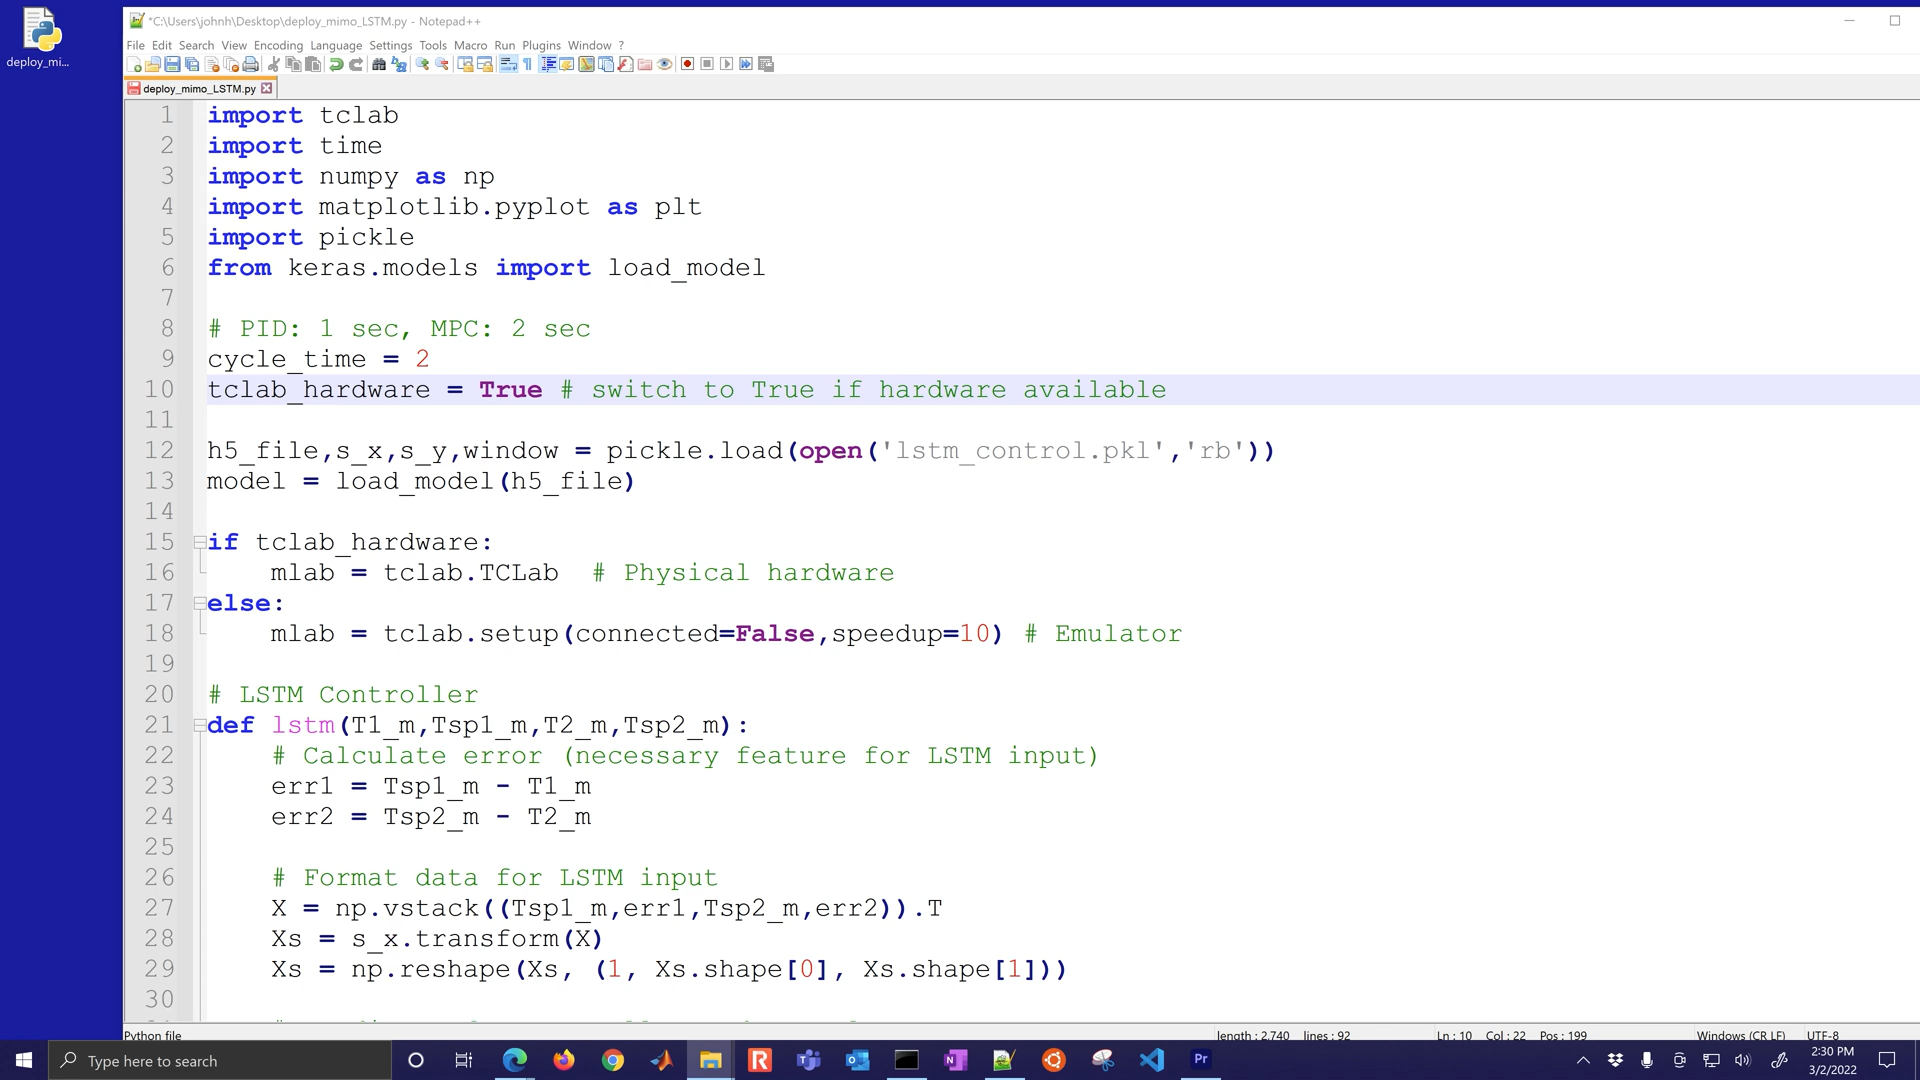 deploy_mi...
*C:\Users\johnh\Desktop\deploy_mimo_LSTM.py - Notepad++
File Edit Search View Encoding Language Settings Tools Macro Run Plugins Window ?
deploy_mimo_LSTM.py
1 import tclab
2 import time
3 import numpy as np
4 import matplotlib.pyplot as plt
5 import pickle
6 from keras.models import load_model
7
8 # PID: 1 sec, MPC: 2 sec
9 cycle_time = 2
10 tclab_hardware = True # switch to True if hardware available
11
12 h5_file,s_x,s_y,window = pickle.load(open('lstm_control.pkl','rb'))
13 model = load_model(h5_file)
14
15 if tclab_hardware:
16     mlab = tclab.TCLab  # Physical hardware
17 else:
18     mlab = tclab.setup(connected=False,speedup=10) # Emulator
19
20 # LSTM Controller
21 def lstm(T1_m,Tsp1_m,T2_m,Tsp2_m):
22     # Calculate error (necessary feature for LSTM input)
23     err1 = Tsp1_m - T1_m
24     err2 = Tsp2_m - T2_m
25
26     # Format data for LSTM input
27     X = np.vstack((Tsp1_m,err1,Tsp2_m,err2)).T
28     Xs = s_x.transform(X)
29     Xs = np.reshape(Xs, (1, Xs.shape[0], Xs.shape[1]))
30
Python file length : 2,740 lines : 92 Ln : 10 Col : 22 Pos : 199 Windows (CR LF) UTF-8
Type here to search
Pr
2:30 PM
3/2/2022